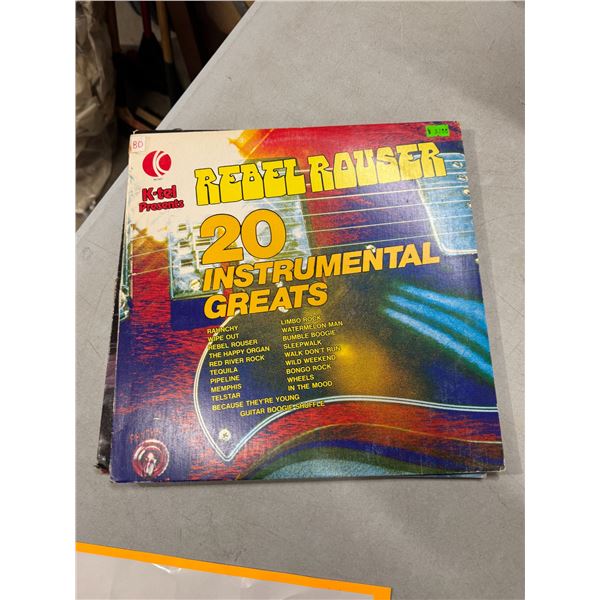 80
K
K-tel
Presents
REBEL ROUSER
20
INSTRUMENTAL
GREATS
RAUNCHY
WIPE OUT
REBEL ROUSER
THE HAPPY ORGAN
RED RIVER ROCK
TEQUILA
PIPELINE
MEMPHIS
TELSTAR
LIMBO ROCK
WATERMELON MAN
BUMBLE BOOGIE
SLEEPWALK
WALK DON'T RUN
WILD WEEKEND
BONGO ROCK
WHEELS
IN THE MOOD
BECAUSE THEY'RE YOUNG
GUITAR BOOGIE SHUFFLE